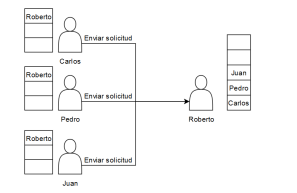 Roberto
Enviar solicitud
Carlos
Roberto
Enviar solicitud
Pedro
Roberto
Enviar solicitud
Juan
Roberto
Juan
Pedro
Carlos